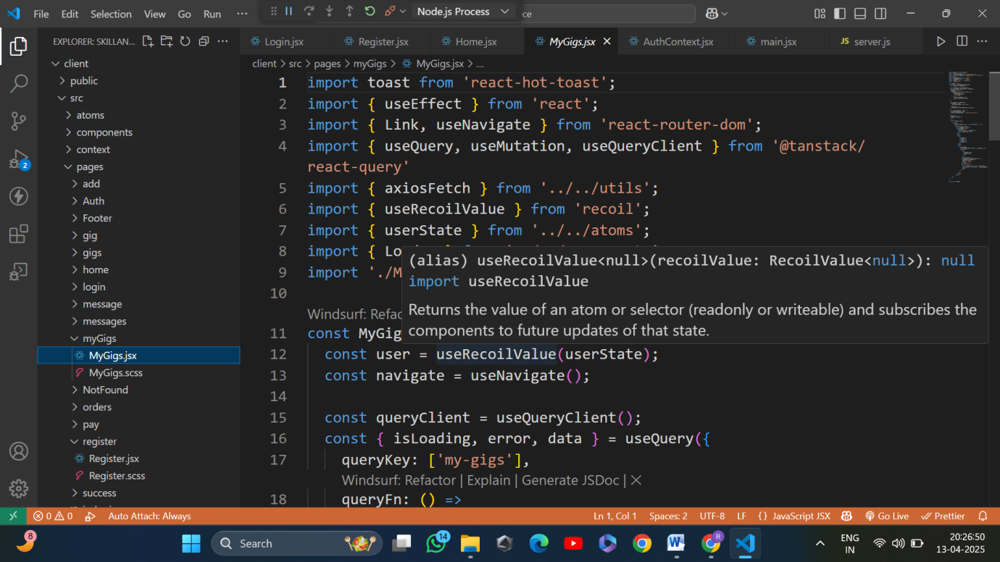 File Edit Selection View Go Run ··· Node.js Process ce
EXPLORER: SKILLAN... ···
Login.jsx Register.jsx Home.jsx MyGigs.jsx AuthContext.jsx main.jsx JS server.js ···
client > src > pages > myGigs > MyGigs.jsx > ...
client
public
src
atoms
components
context
pages
add
Auth
Footer
gig
gigs
home
login
message
messages
myGigs
MyGigs.jsx
MyGigs.scss
NotFound
orders
pay
register
Register.jsx
Register.scss
success
2
1 import toast from 'react-hot-toast';
2 import { useEffect } from 'react';
3 import { Link, useNavigate } from 'react-router-dom';
4 import { useQuery, useMutation, useQueryClient } from '@tanstack/
react-query'
5 import { axiosFetch } from '../../utils';
6 import { useRecoilValue } from 'recoil';
7 import { userState } from '../../atoms';
8 import { Lo
9 import './M
10
(alias) useRecoilValue<null>(recoilValue: RecoilValue<null>): null
import useRecoilValue
Returns the value of an atom or selector (readonly or writeable) and subscribes the
components to future updates of that state.
Windsurf: Refac
11 const MyGig
12 const user = useRecoilValue(userState);
13 const navigate = useNavigate();
14
15 const queryClient = useQueryClient();
16 const { isLoading, error, data } = useQuery({
17 queryKey: ['my-gigs'],
Windsurf: Refactor | Explain | Generate JSDoc | ×
18 queryFn: () =>
0 0 Auto Attach: Always Ln 1, Col 1 Spaces: 2 UTF-8 LF {} JavaScript JSX Go Live Prettier
8 Search 14 R ENG
IN 20:26:50
13-04-2025